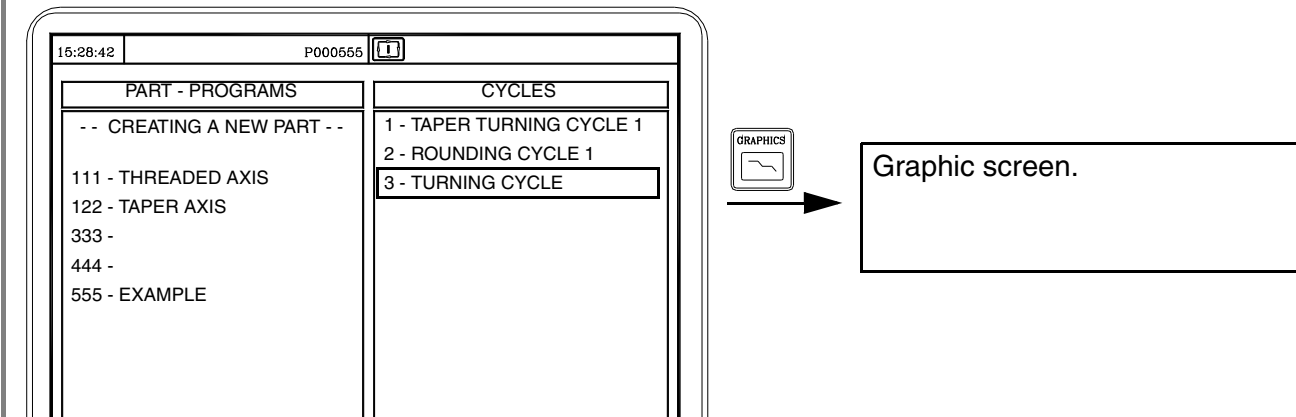 15:28:42
P000555
PART - PROGRAMS
CYCLES
- - CREATING A NEW PART - -
111 - THREADED AXIS
122 - TAPER AXIS
333 -
444 -
555 - EXAMPLE
1 - TAPER TURNING CYCLE 1
2 - ROUNDING CYCLE 1
3 - TURNING CYCLE
GRAPHICS
Graphic screen.